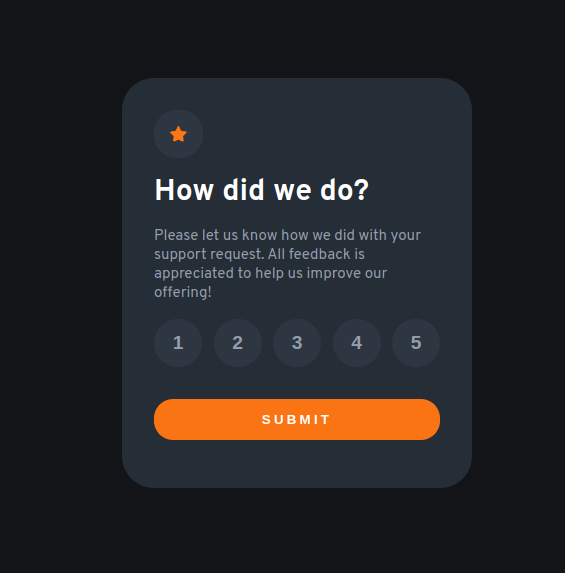 How did we do?
Please let us know how we did with your
support request. All feedback is
appreciated to help us improve our
offering!
1 2 3 4 5
SUBMIT